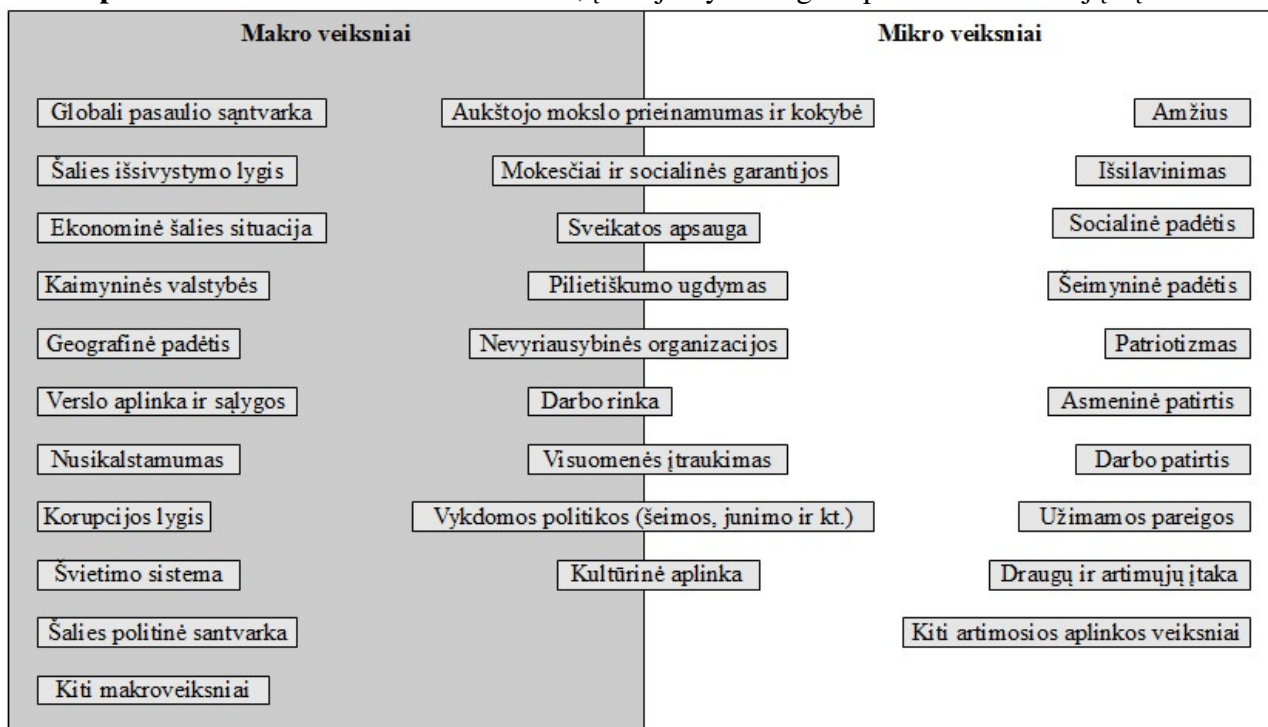 Makro veiksniai
Mikro veiksniai
Globali pasaulio sąntvarka
Aukštojo mokslo prieinamumas ir kokybė
Amžius
Šalies išsivystymo lygis
Mokesčiai ir socialinės garantijos
Išsilavinimas
Ekonominė šalies situacija
Sveikatos apsauga
Socialinė padėtis
Kaimyninės valstybės
Pilietiškumo ugdymas
Šeimyninė padėtis
Geografinė padėtis
Nevyriausybinės organizacijos
Patriotizmas
Verslo aplinka ir sąlygos
Darbo rinka
Asmeninė patirtis
Nusikalstamumas
Visuomenės įtraukimas
Darbo patirtis
Korupcijos lygis
Vykdomos politikos (šeimos, junimo ir kt.)
Užimamos pareigos
Švietimo sistema
Kultūrinė aplinka
Draugų ir artimųjų įtaka
Šalies politinė santvarka
Kiti artimosios aplinkos veiksniai
Kiti makroveiksniai